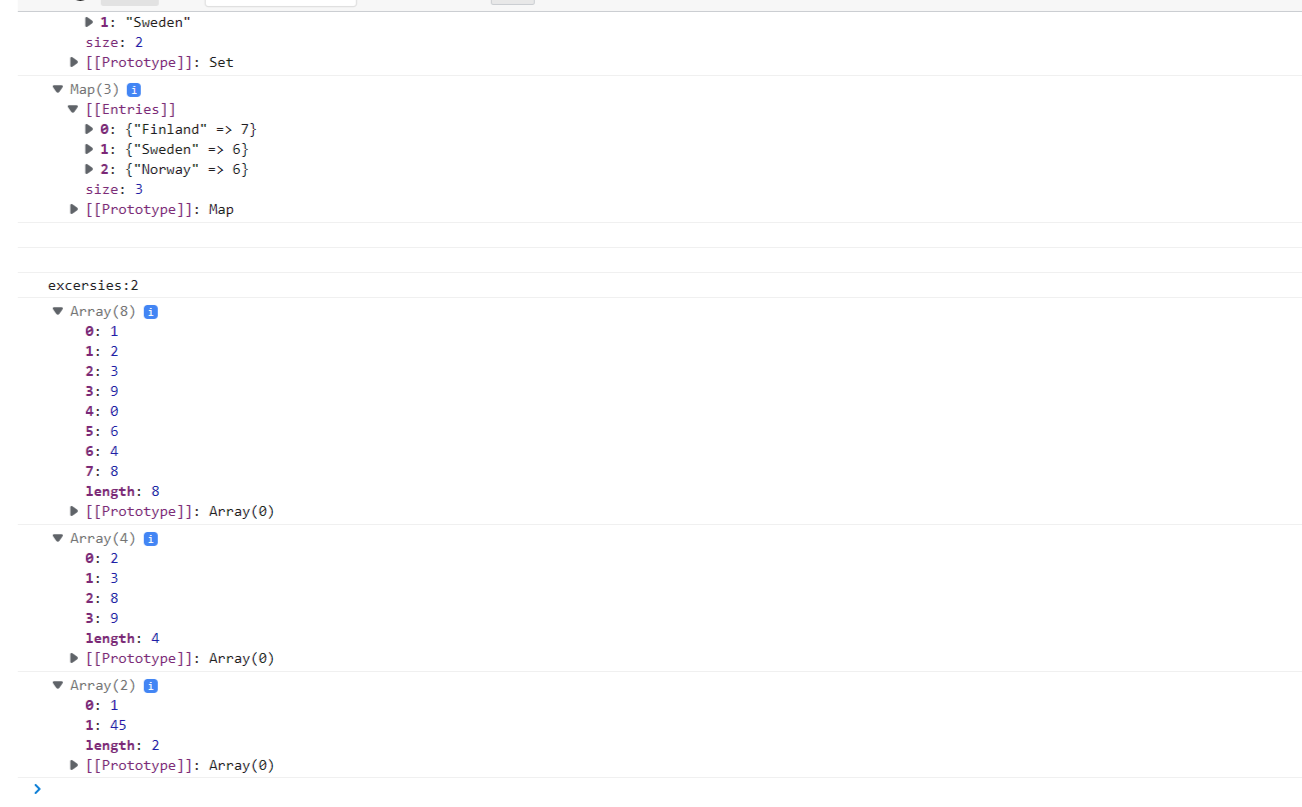 1: "Sweden"
size: 2
[[Prototype]]: Set
Map(3) i
[[Entries]]
0: {"Finland" => 7}
1: {"Sweden" => 6}
2: {"Norway" => 6}
size: 3
[[Prototype]]: Map
excersies:2
Array(8) i
0: 1
1: 2
2: 3
3: 9
4: 0
5: 6
6: 4
7: 8
length: 8
[[Prototype]]: Array(0)
Array(4) i
0: 2
1: 3
2: 8
3: 9
length: 4
[[Prototype]]: Array(0)
Array(2) i
0: 1
1: 45
length: 2
[[Prototype]]: Array(0)